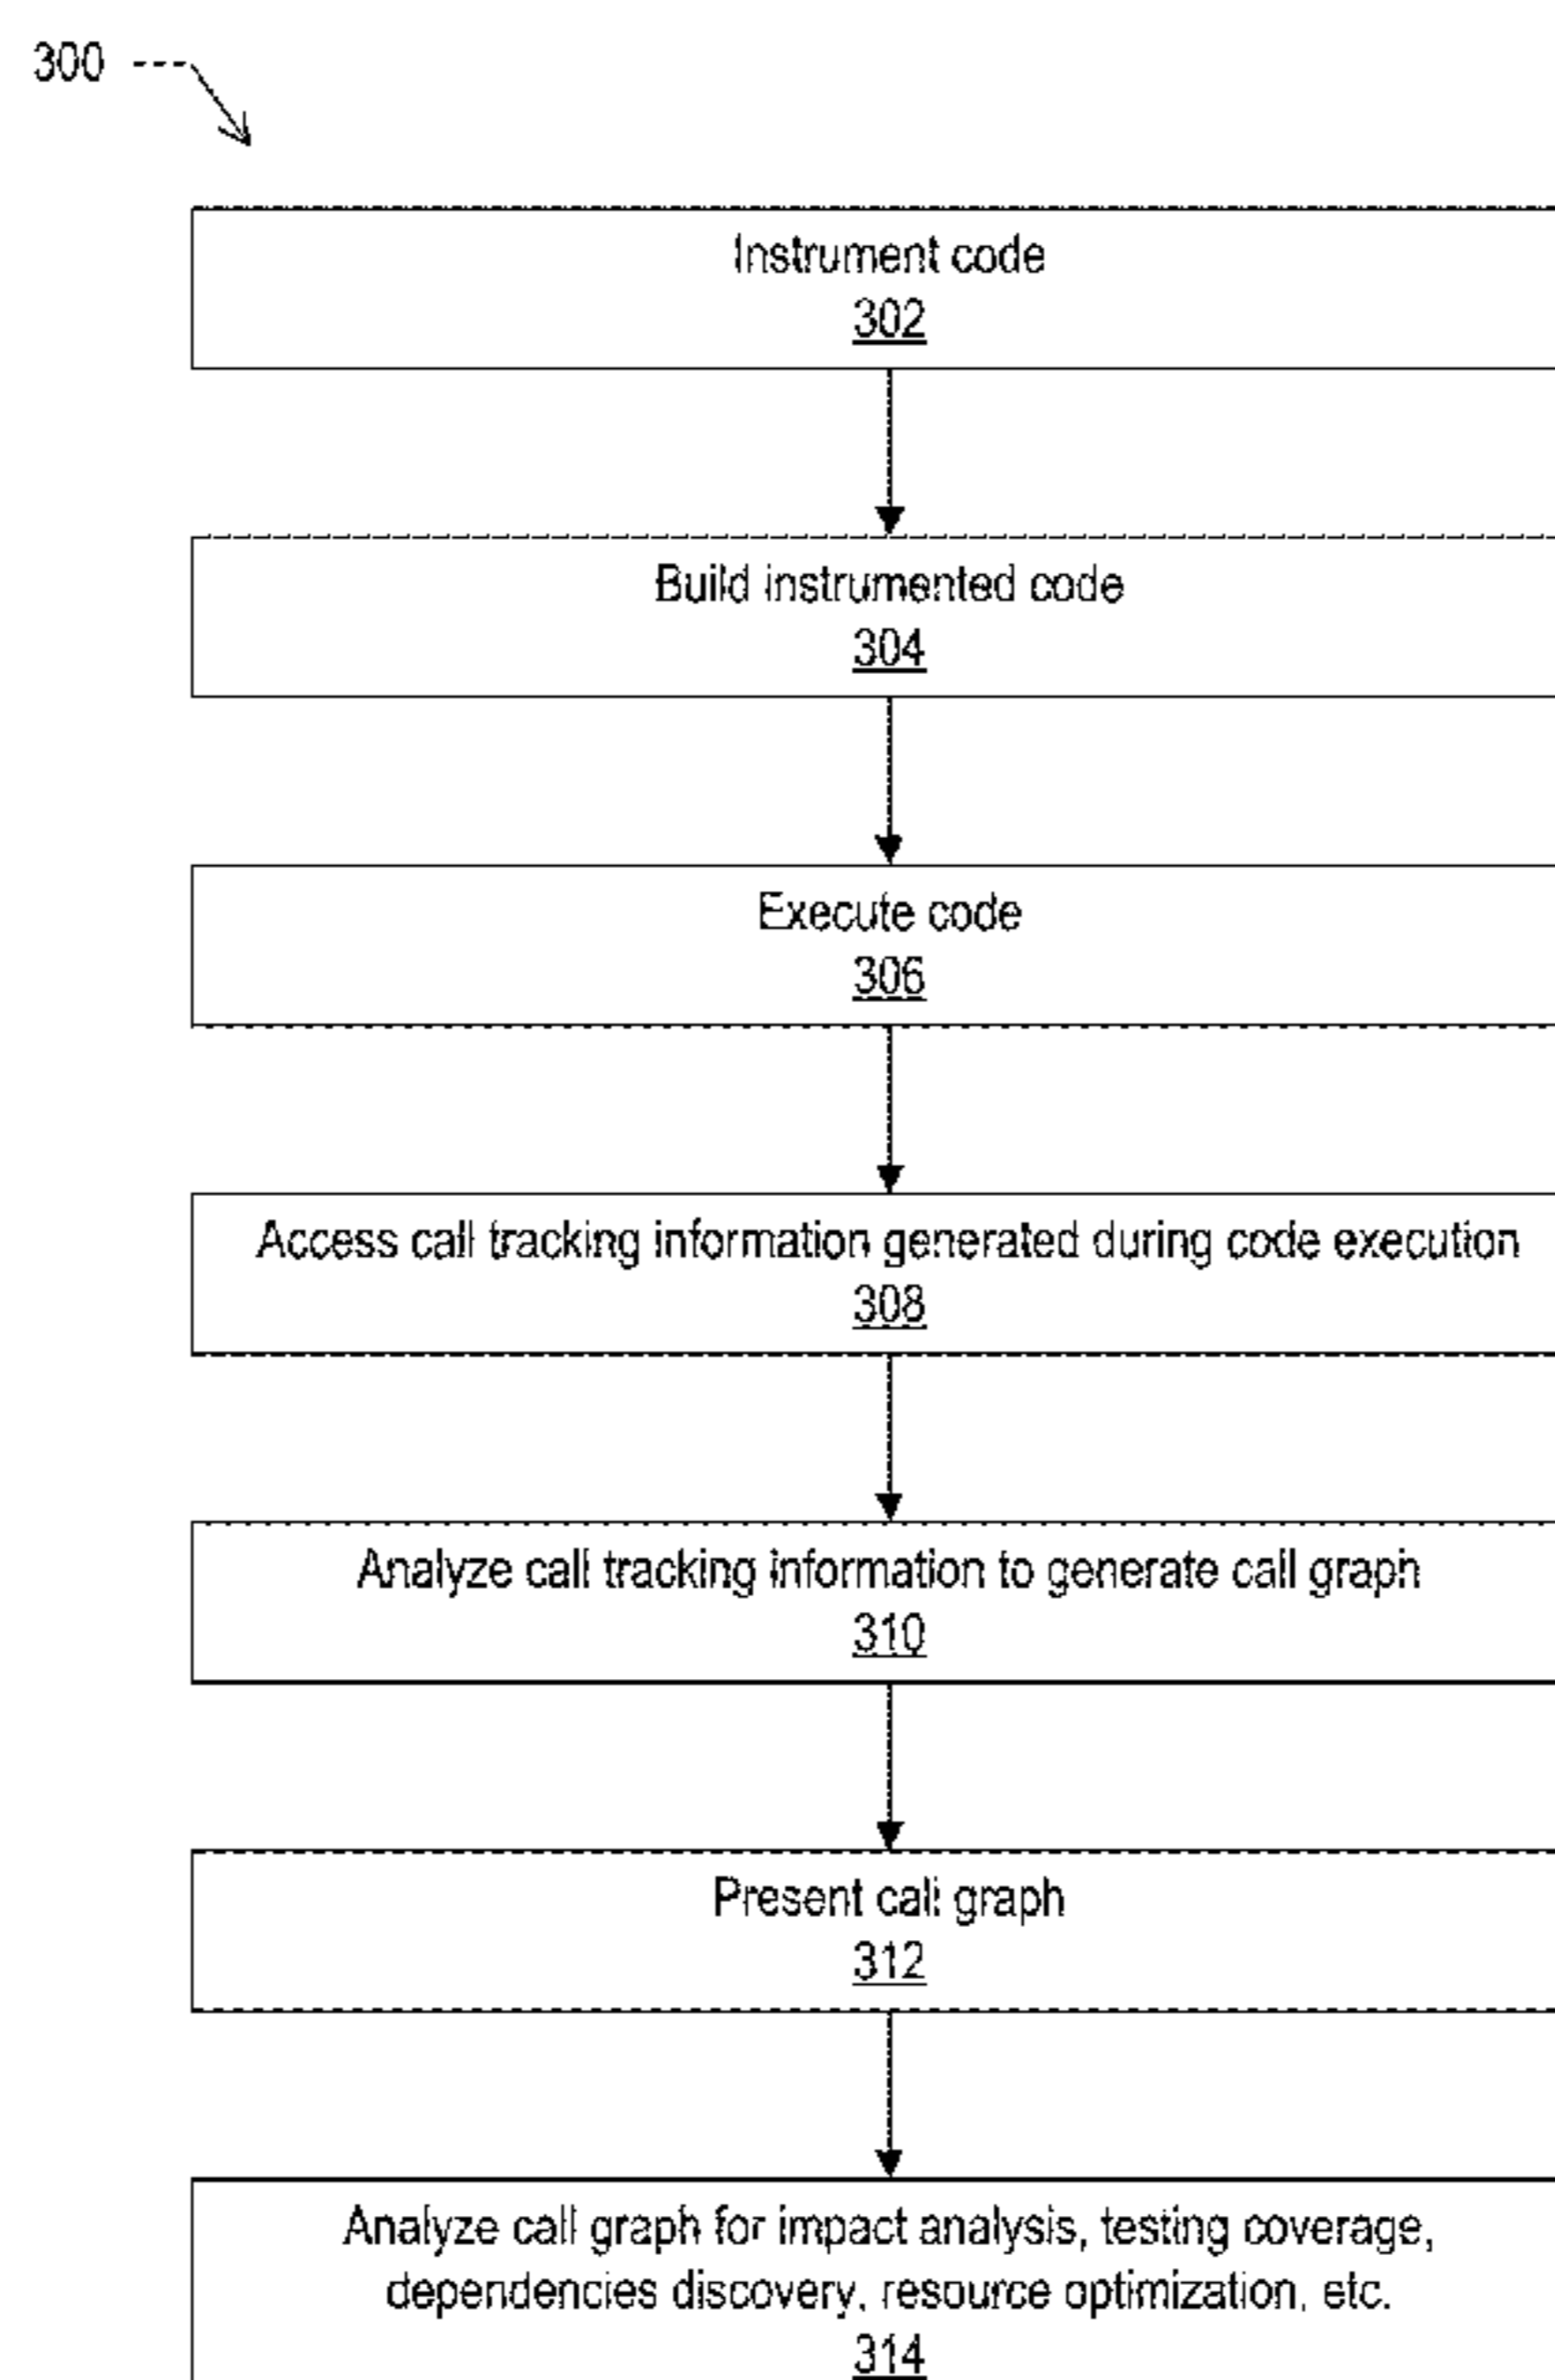 300
Instrument code
302
Build instrumented code
304
Execute code
306
Access call tracking information generated during code execution
308
Analyze call tracking information to generate call graph
310
Present call graph
312
Analyze call graph for impact analysis, testing coverage,
dependencies discovery, resource optimization, etc.
314